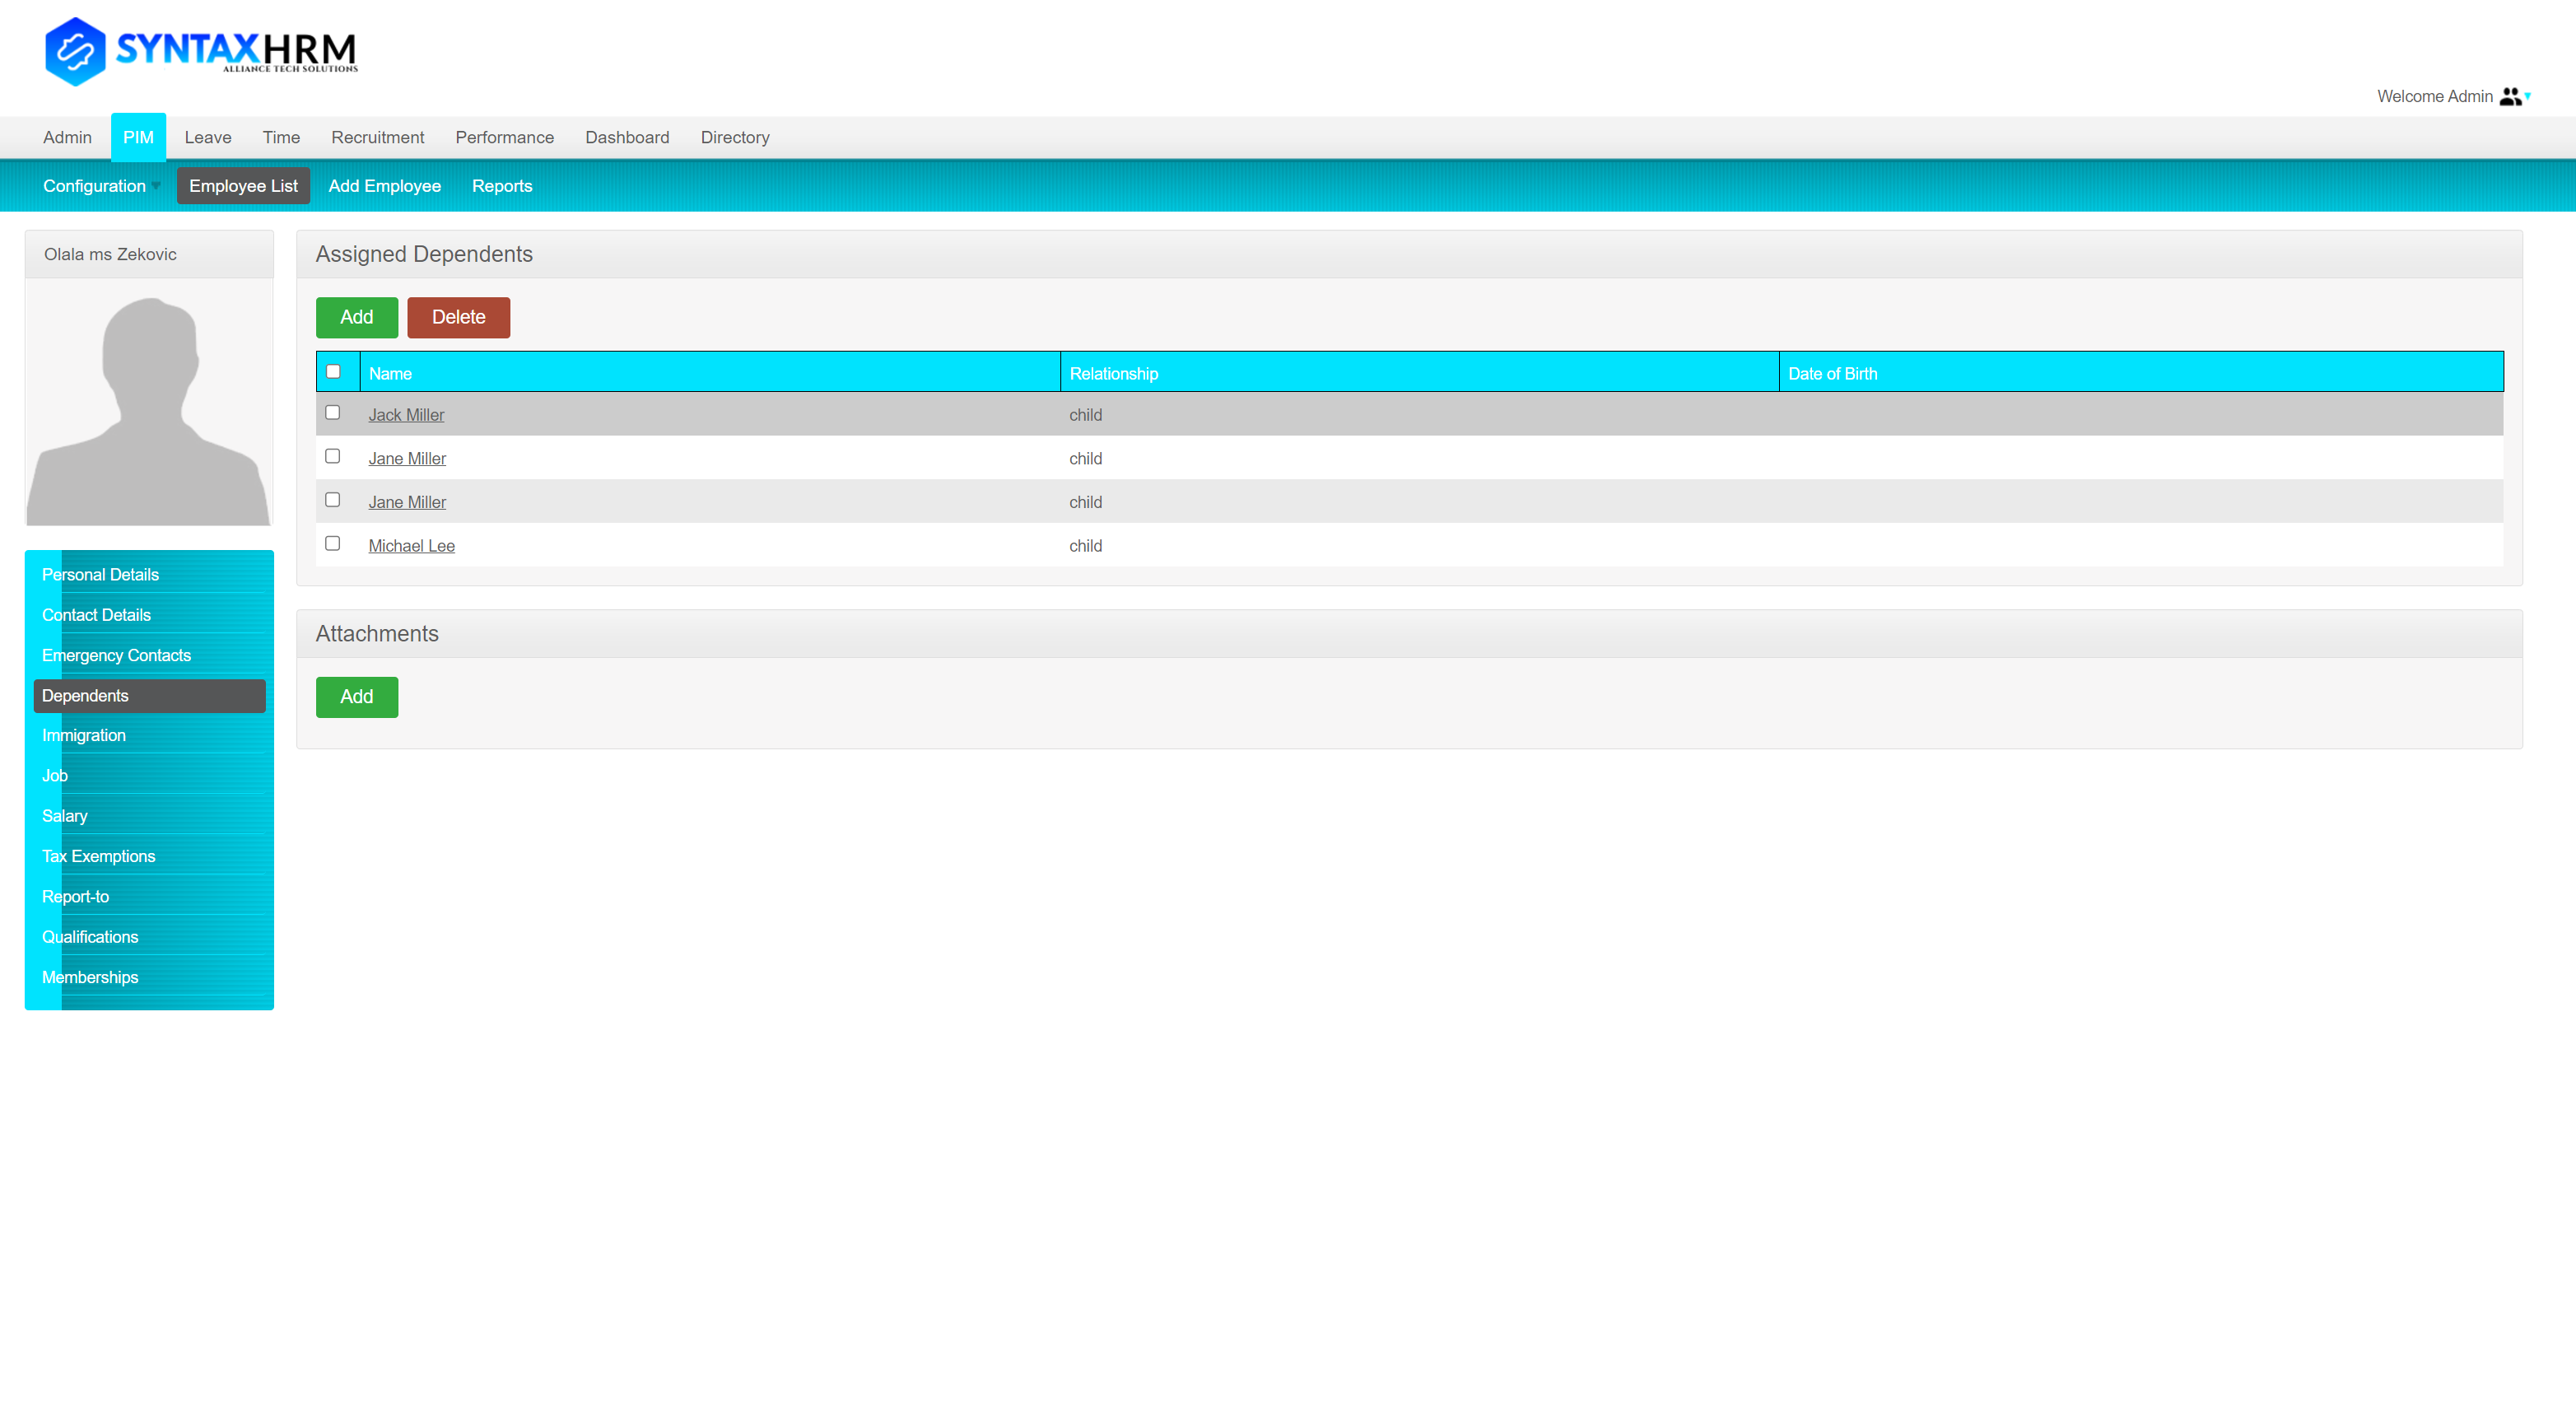 SYNTAXHRM
ALLIANCE TECH SOLUTIONS
Welcome Admin
Admin PIM Leave Time Recruitment Performance Dashboard Directory
Configuration Employee List Add Employee Reports
Olala ms Zekovic
Personal Details
Contact Details
Emergency Contacts
Dependents
Immigration
Job
Salary
Tax Exemptions
Report-to
Qualifications
Memberships
Assigned Dependents
Add Delete
Name Relationship Date of Birth
Jack Miller child
Jane Miller child
Jane Miller child
Michael Lee child
Attachments
Add